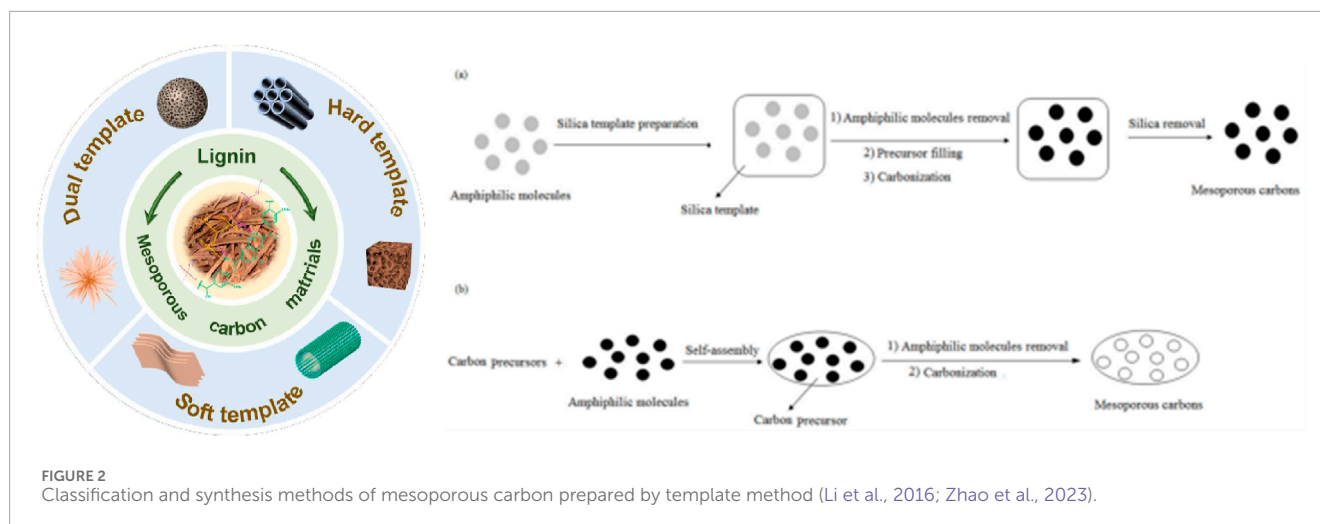 Dual template
Hard template
Soft template
Lignin
Mesoporous carbon matrrials
(a)
Amphiphilic molecules
Silica template preparation
Silica template
1) Amphiphilic molecules removal
2) Precursor filling
3) Carbonization
Silica removal
Mesoporous carbons
(b)
Carbon precursors +
Amphiphilic molecules
Self-assembly
Carbon precursor
1) Amphiphilic molecules removal
2) Carbonization
Mesoporous carbons
FIGURE 2
Classification and synthesis methods of mesoporous carbon prepared by template method (Li et al., 2016; Zhao et al., 2023).